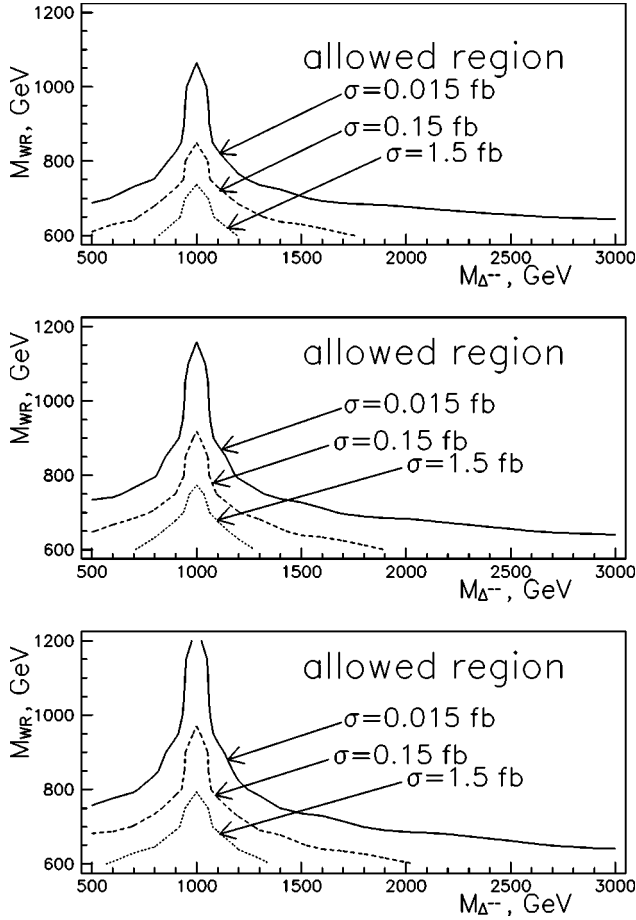 1200
1000
800
600
M_WR, GeV
allowed region
σ=0.015 fb
σ=0.15 fb
σ=1.5 fb
500 1000 1500 2000 2500 3000
M_Δ--, GeV
1200
1000
800
600
M_WR, GeV
allowed region
σ=0.015 fb
σ=0.15 fb
σ=1.5 fb
500 1000 1500 2000 2500 3000
M_Δ--, GeV
1200
1000
800
600
M_WR, GeV
allowed region
σ=0.015 fb
σ=0.15 fb
σ=1.5 fb
500 1000 1500 2000 2500 3000
M_Δ--, GeV